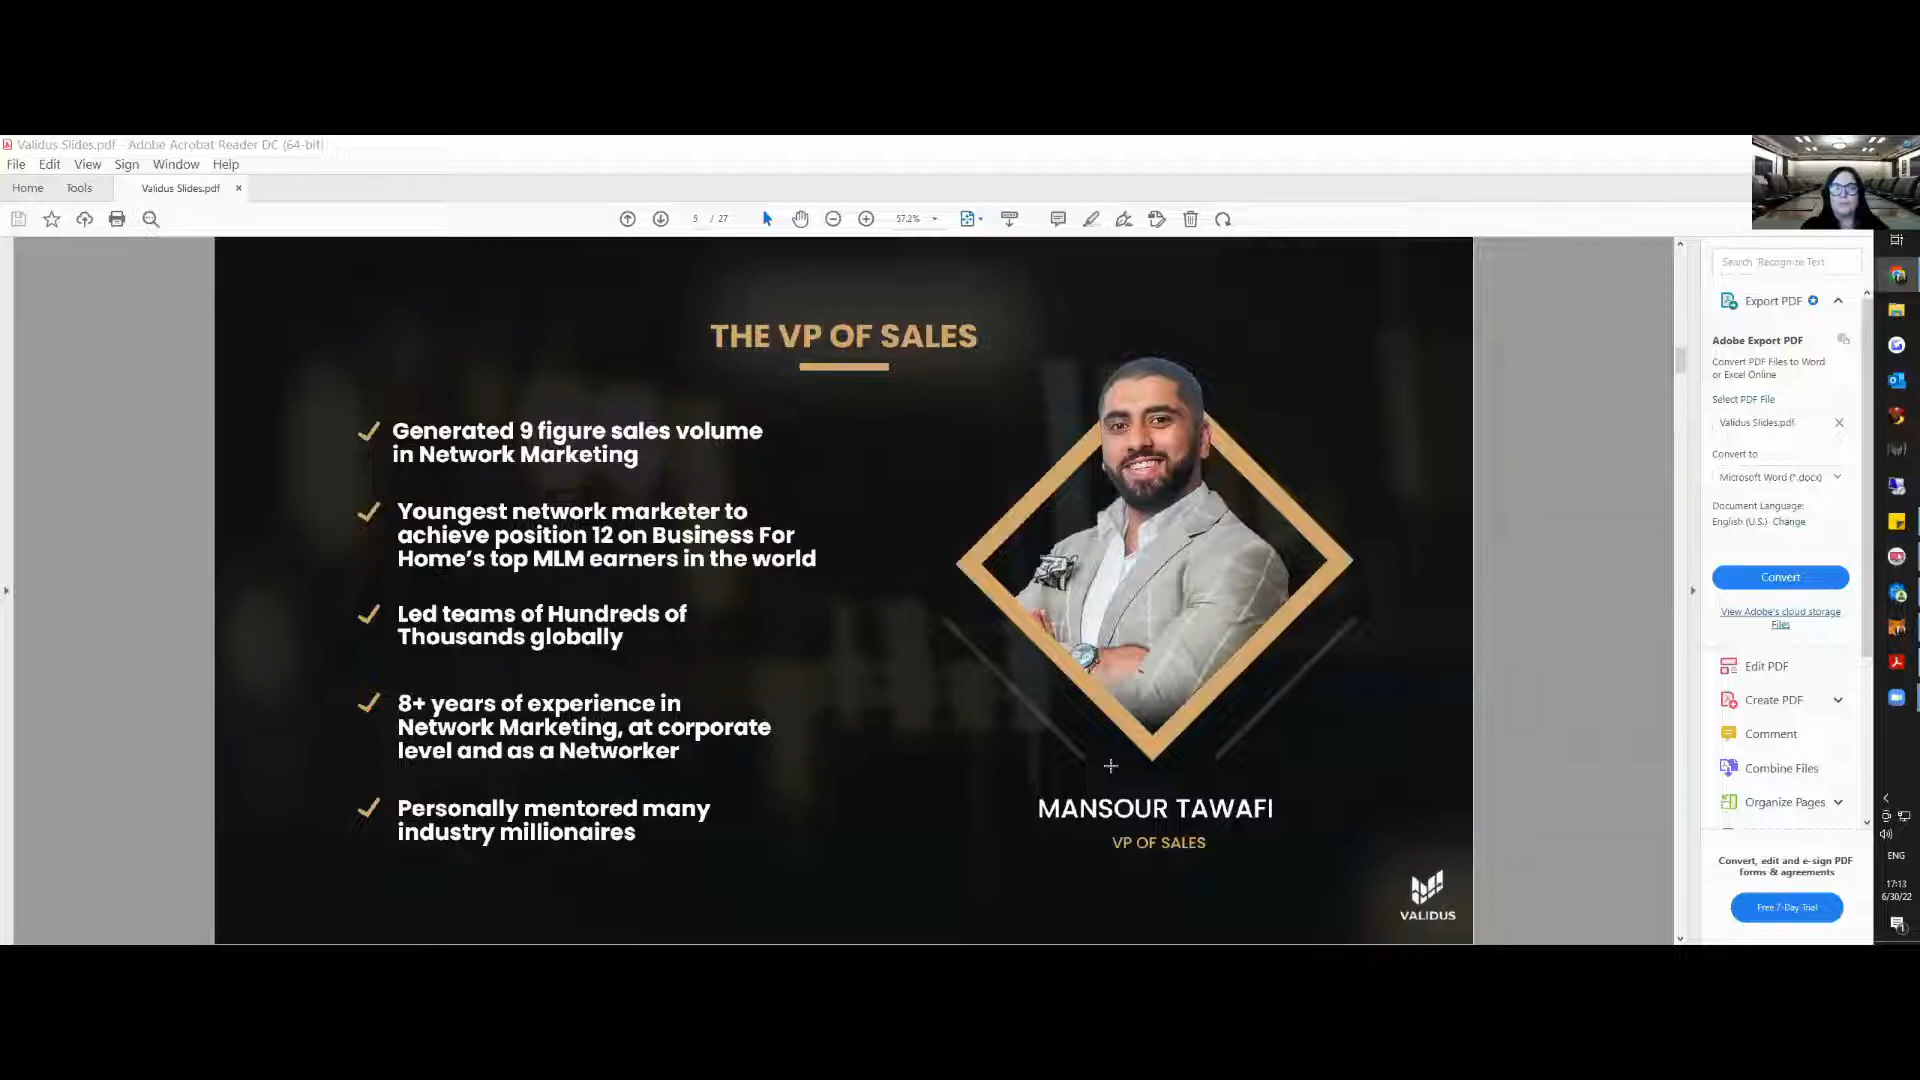 Validus Slides.pdf - Adobe Acrobat Reader DC (64-bit)
File Edit View Sign Window Help
Home Tools Validus Slides.pdf ×
5 / 27 57.2%
THE VP OF SALES
Generated 9 figure sales volume
in Network Marketing
Youngest network marketer to
achieve position 12 on Business For
Home's top MLM earners in the world
Led teams of Hundreds of
Thousands globally
8+ years of experience in
Network Marketing, at corporate
level and as a Networker
Personally mentored many
industry millionaires
MANSOUR TAWAFI
VP OF SALES
VALIDUS
Search 'Recognize Text'
Export PDF
Adobe Export PDF
Convert PDF Files to Word
or Excel Online
Select PDF File
Validus Slides.pdf
Convert to
Microsoft Word (*.docx)
Document Language:
English (U.S.) Change
Convert
View Adobe's cloud storage
Files
Edit PDF
Create PDF
Comment
Combine Files
Organize Pages
Convert, edit and e-sign PDF
forms & agreements
Free 7-Day Trial
ENG
17:13
6/30/22